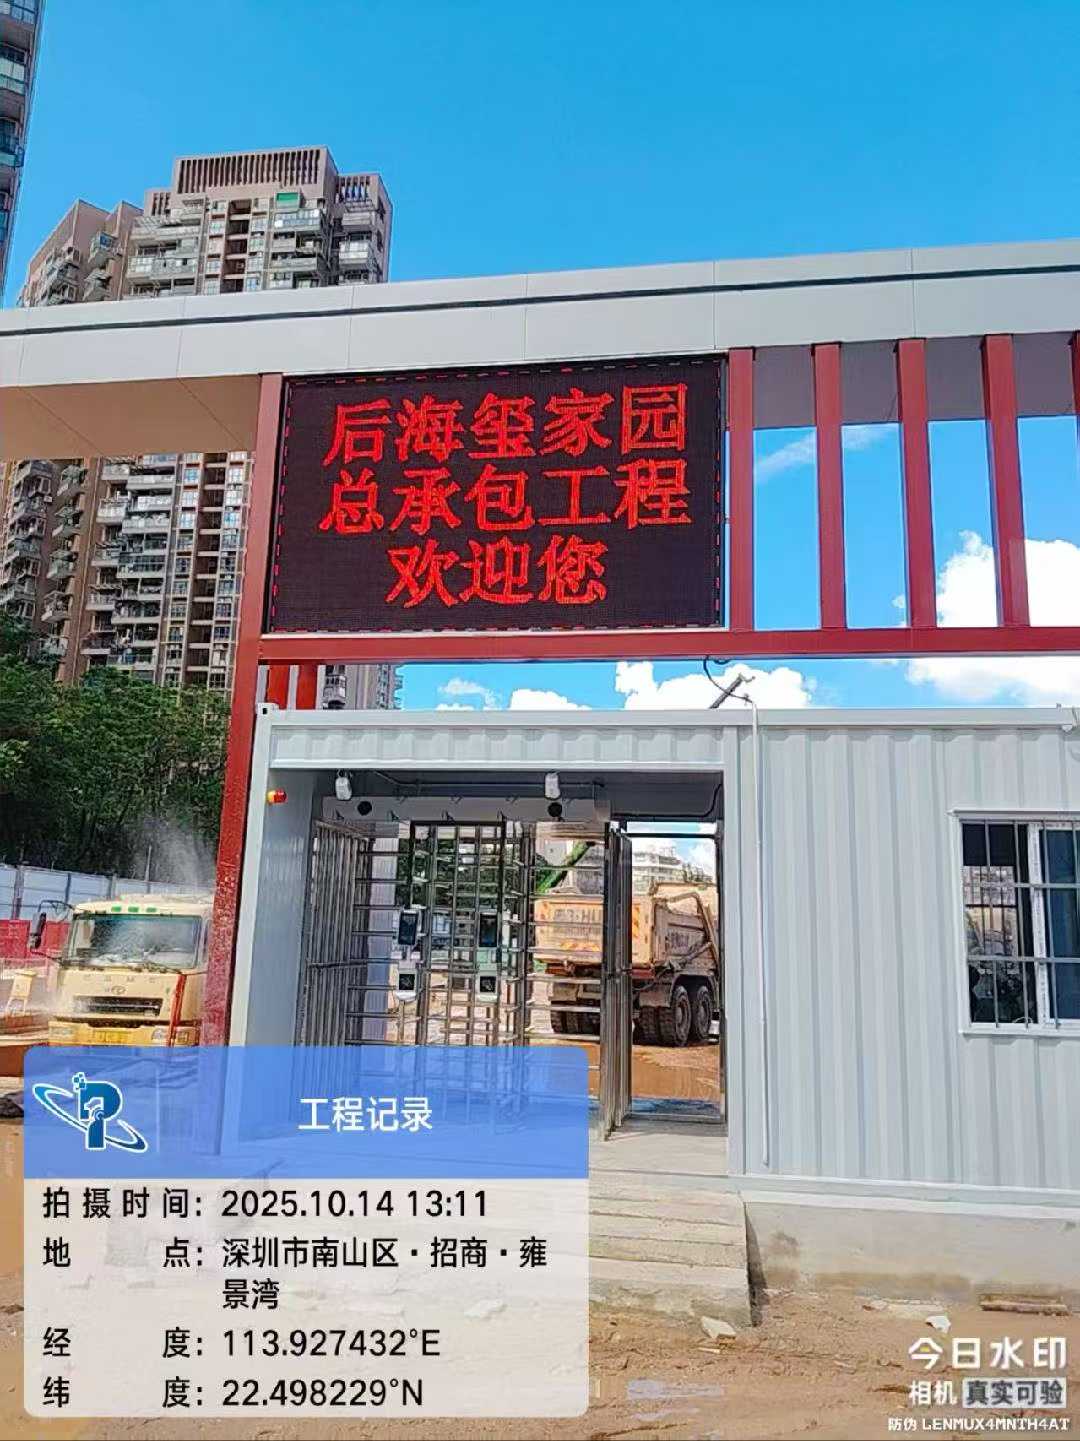 后海玺家园
总承包工程
欢迎您
工程记录
拍摄时间：2025.10.14 13:11
地点：深圳市南山区·招商·雍
景湾
经度：113.927432°E
纬度：22.498229°N
今日水印
相机 真实可验
防伪 LENMUX4MNTH4AT